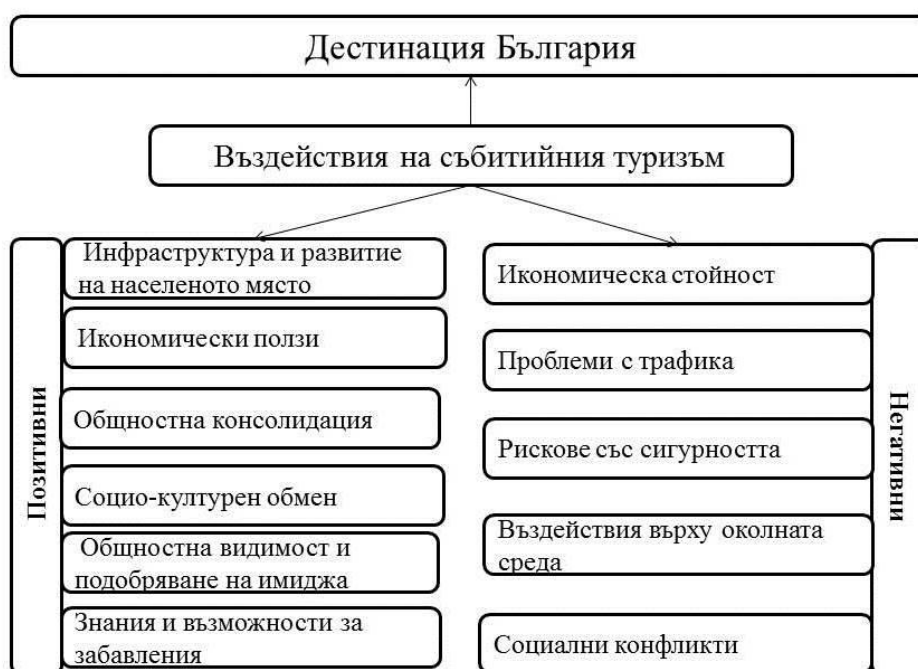 Дестинация България
Въздействия на събитийния туризъм
Позитивни
Инфраструктура и развитие
на населеното място
Икономически ползи
Общностна консолидация
Социо-културен обмен
Общностна видимост и
подобряване на имиджа
Знания и възможности за
забавления
Икономическа стойност
Проблеми с трафика
Рискове със сигурността
Въздействия върху околната
среда
Социални конфликти
Негативни